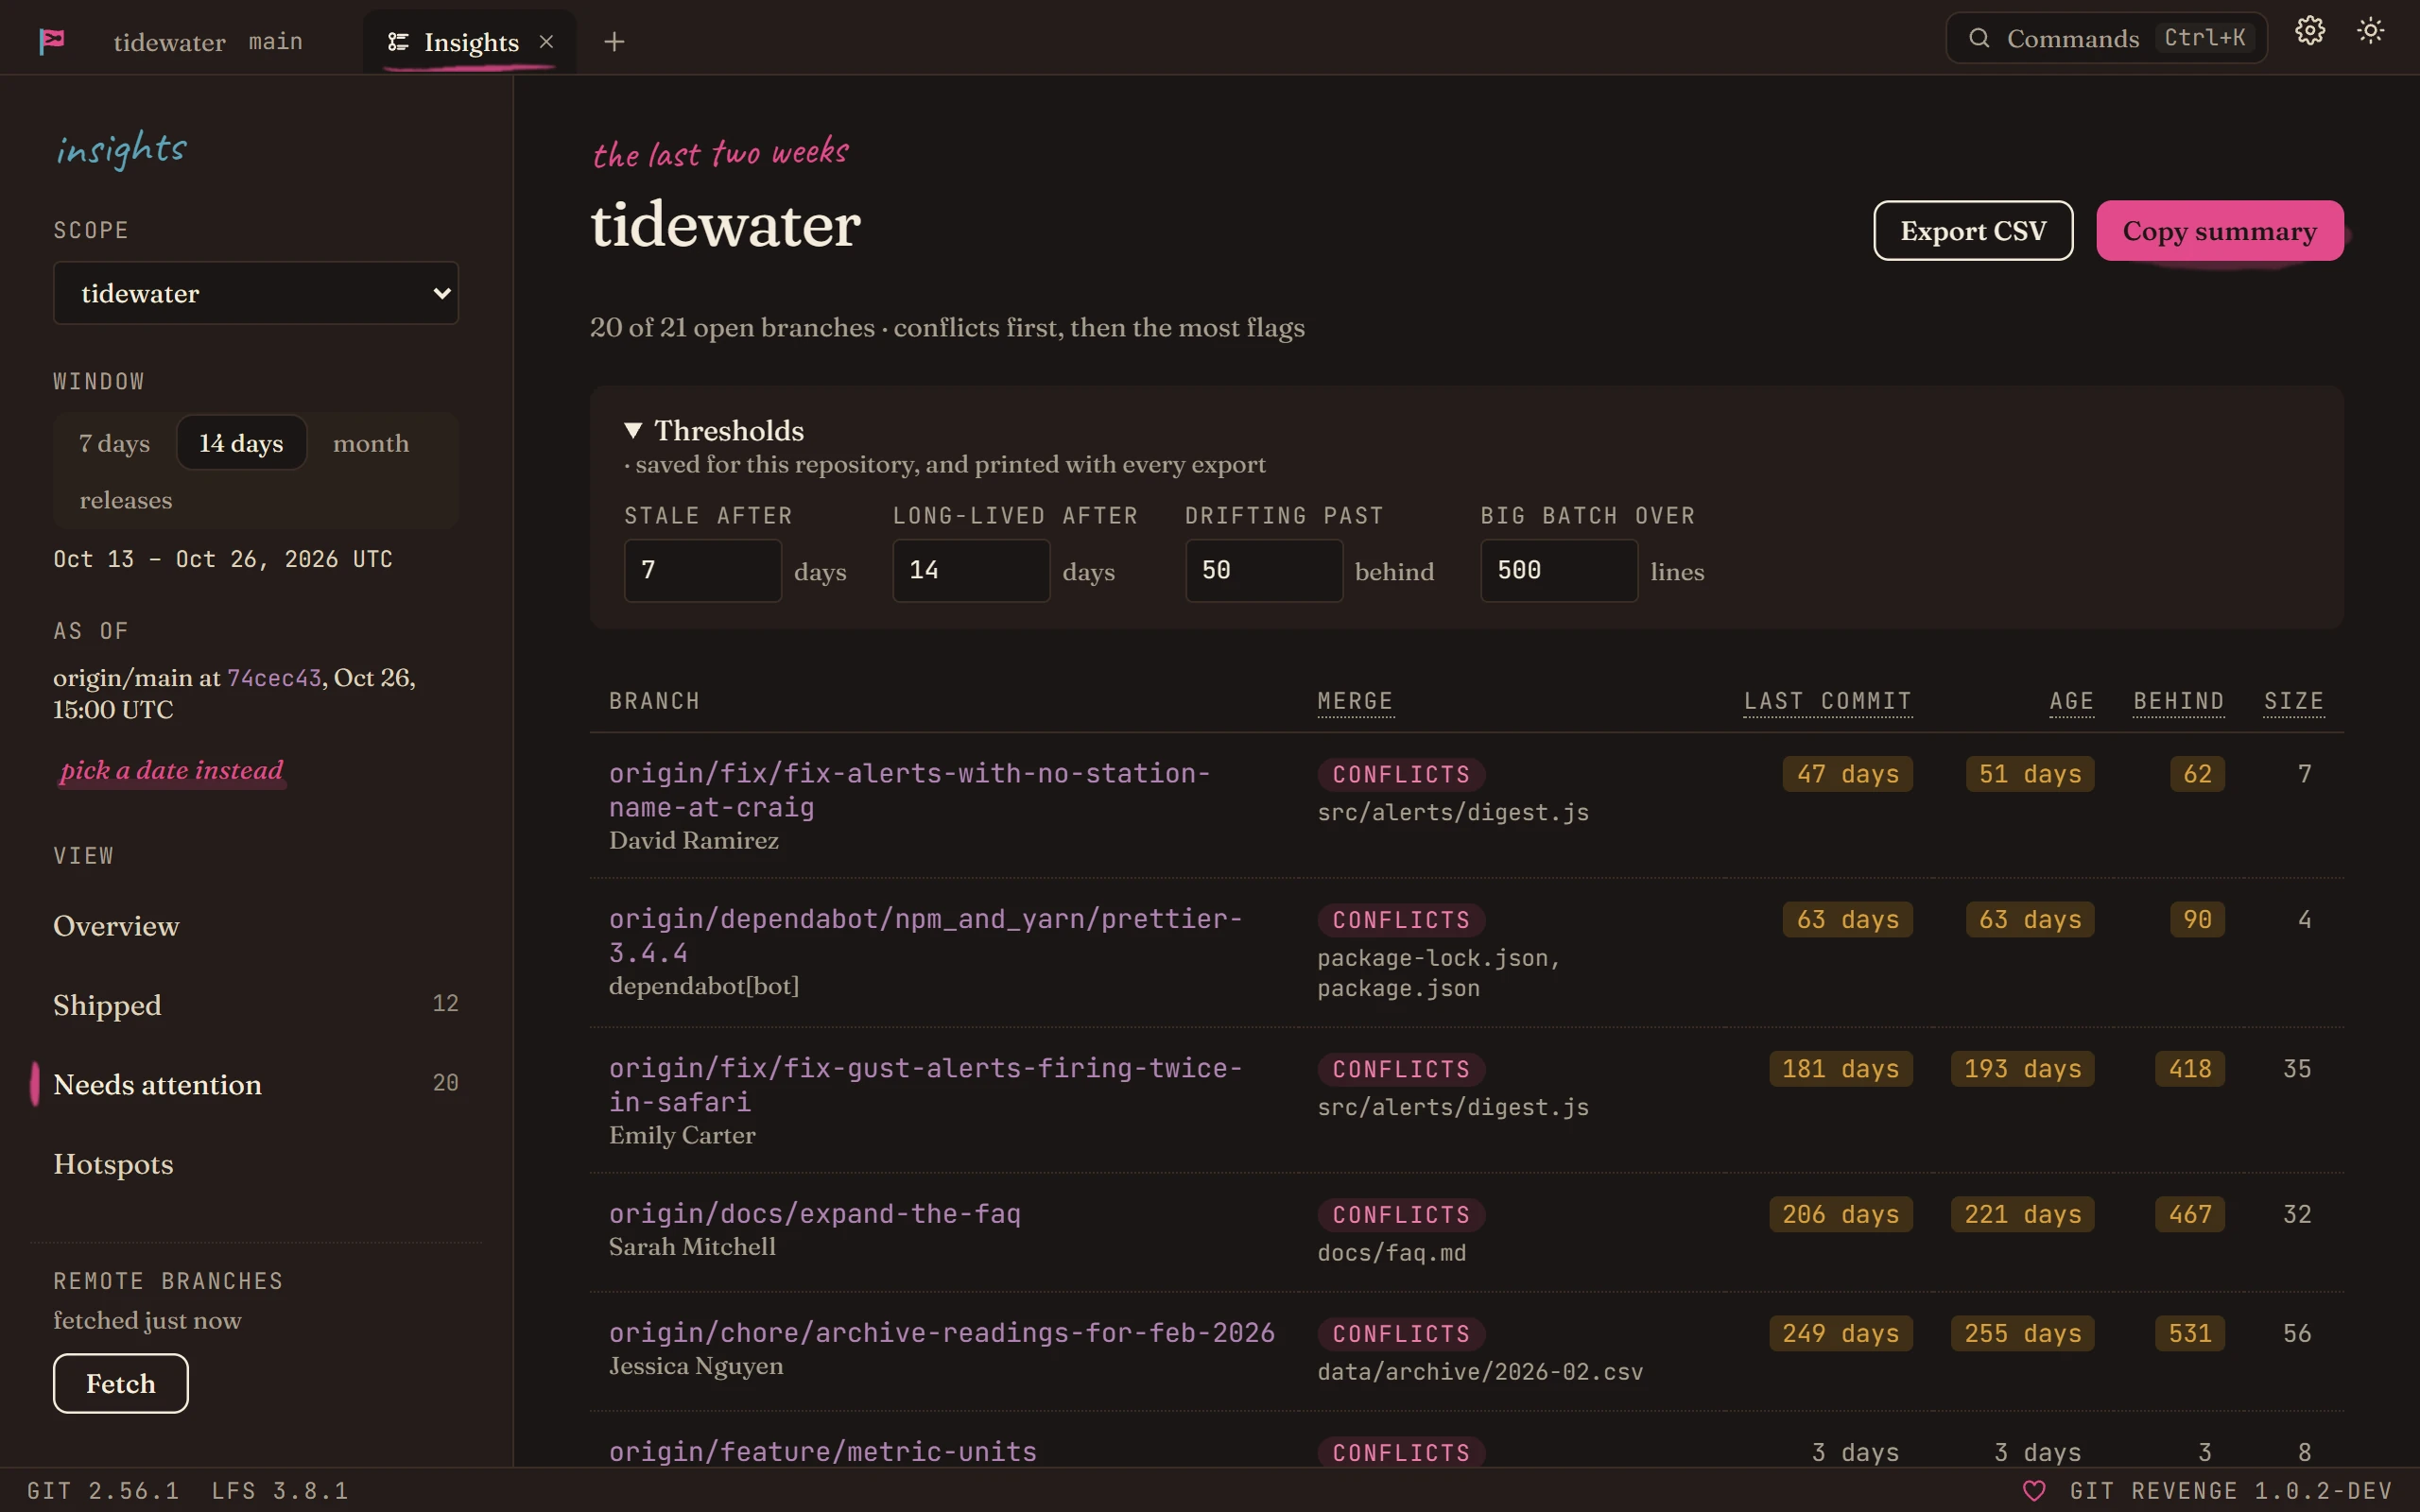 tidewater main
Insights
Commands Ctrl+K
insights
SCOPE
tidewater
WINDOW
7 days 14 days month
releases
Oct 13 – Oct 26, 2026 UTC
AS OF
origin/main at 74cec43, Oct 26,
15:00 UTC
pick a date instead
VIEW
Overview
Shipped 12
Needs attention 20
Hotspots
REMOTE BRANCHES
fetched just now
Fetch
the last two weeks
tidewater
Export CSV Copy summary
20 of 21 open branches · conflicts first, then the most flags
Thresholds
· saved for this repository, and printed with every export
STALE AFTER LONG-LIVED AFTER DRIFTING PAST BIG BATCH OVER
7 days 14 days 50 behind 500 lines
BRANCH MERGE LAST COMMIT AGE BEHIND SIZE
origin/fix/fix-alerts-with-no-station- CONFLICTS 47 days 51 days 62 7
name-at-craig src/alerts/digest.js
David Ramirez
origin/dependabot/npm_and_yarn/prettier- CONFLICTS 63 days 63 days 90 4
3.4.4 package-lock.json,
dependabot[bot] package.json
origin/fix/fix-gust-alerts-firing-twice- CONFLICTS 181 days 193 days 418 35
in-safari src/alerts/digest.js
Emily Carter
origin/docs/expand-the-faq CONFLICTS 206 days 221 days 467 32
Sarah Mitchell docs/faq.md
origin/chore/archive-readings-for-feb-2026 CONFLICTS 249 days 255 days 531 56
Jessica Nguyen data/archive/2026-02.csv
origin/feature/metric-units CONFLICTS 3 days 3 days 3 8
GIT 2.56.1 LFS 3.8.1
GIT REVENGE 1.0.2-DEV